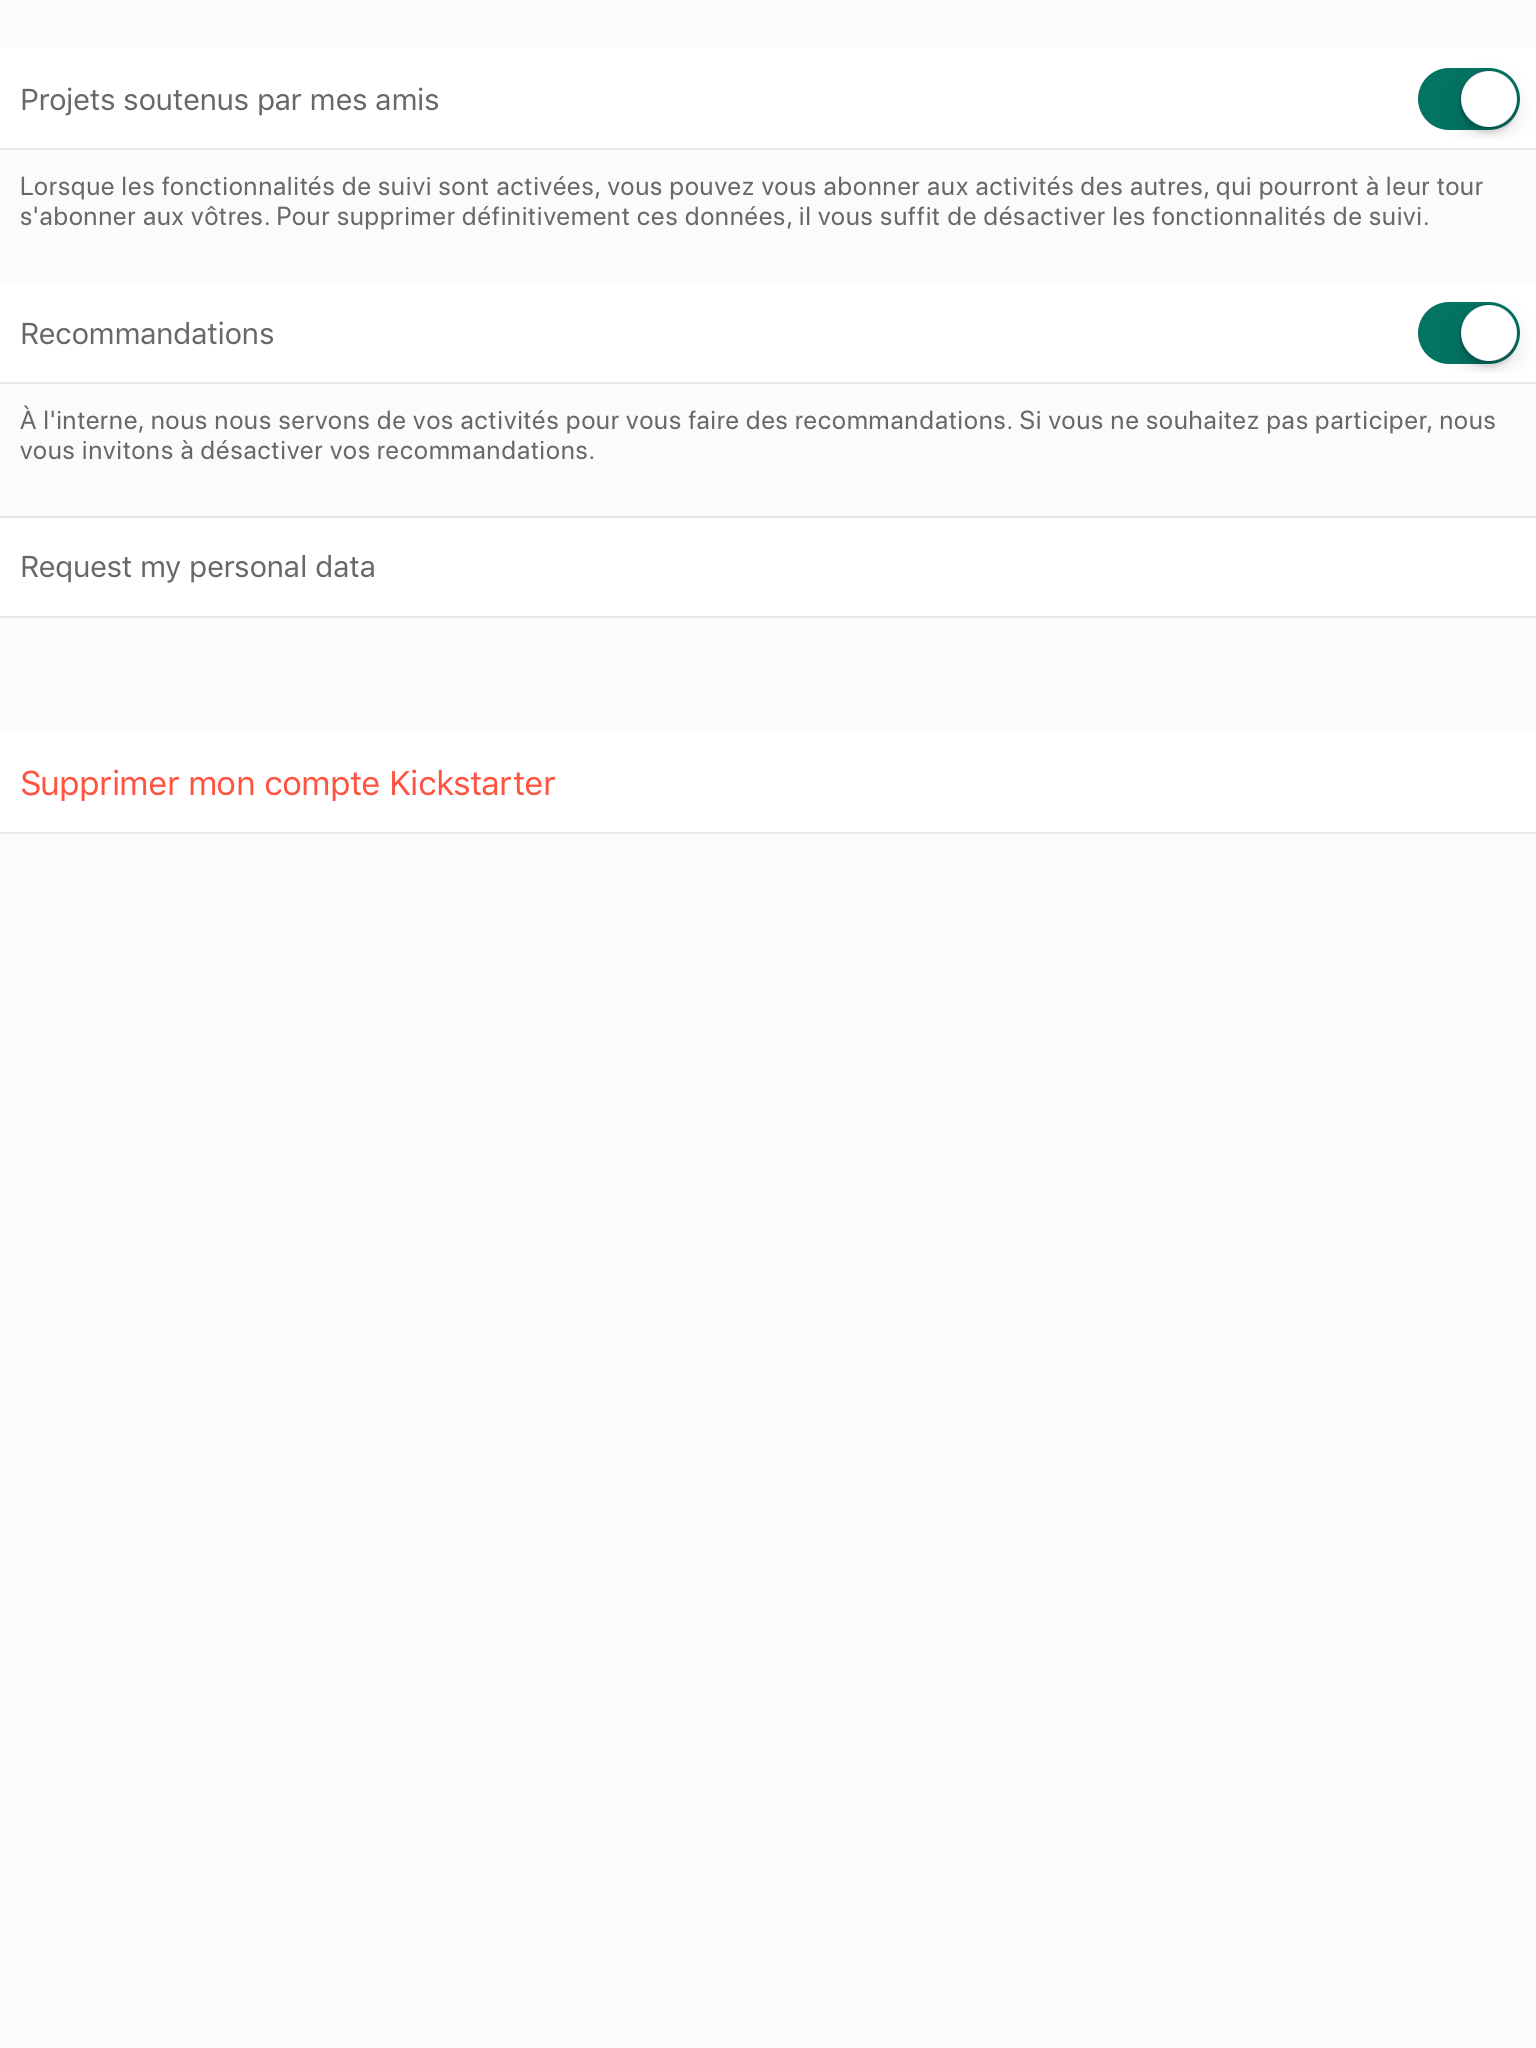 Projets soutenus par mes amis
Lorsque les fonctionnalités de suivi sont activées, vous pouvez vous abonner aux activités des autres, qui pourront à leur tour
s'abonner aux vôtres. Pour supprimer définitivement ces données, il vous suffit de désactiver les fonctionnalités de suivi.
Recommandations
À l'interne, nous nous servons de vos activités pour vous faire des recommandations. Si vous ne souhaitez pas participer, nous
vous invitons à désactiver vos recommandations.
Request my personal data
Supprimer mon compte Kickstarter